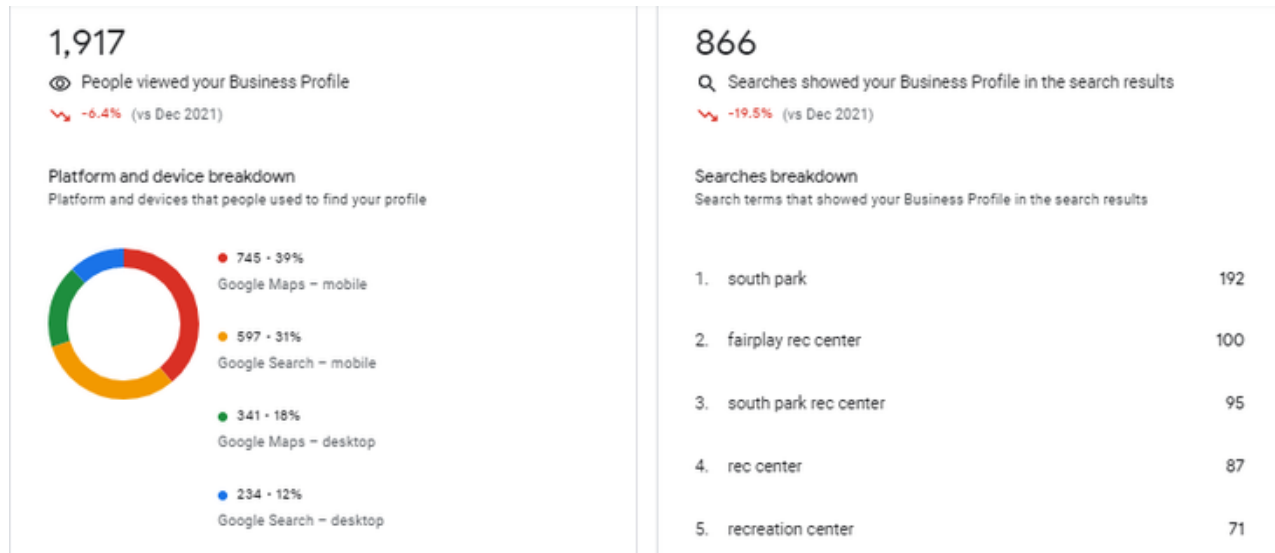 1,917
People viewed your Business Profile
-6.4% (vs Dec 2021)
Platform and device breakdown
Platform and devices that people used to find your profile
745 · 39%
Google Maps – mobile
597 · 31%
Google Search – mobile
341 · 18%
Google Maps – desktop
234 · 12%
Google Search – desktop
866
Searches showed your Business Profile in the search results
-19.5% (vs Dec 2021)
Searches breakdown
Search terms that showed your Business Profile in the search results
1. south park 192
2. fairplay rec center 100
3. south park rec center 95
4. rec center 87
5. recreation center 71